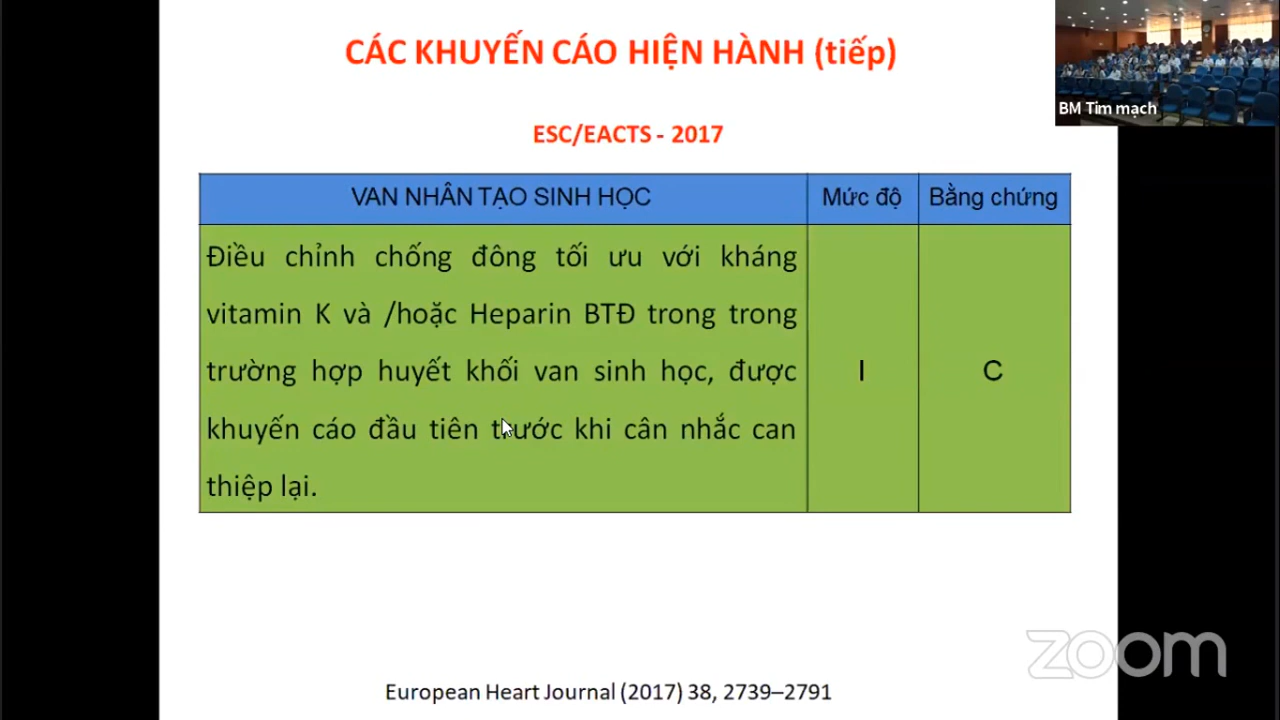 CÁC KHUYẾN CÁO HIỆN HÀNH (tiếp)
BM Tim mạch
ESC/EACTS - 2017
VAN NHÂN TẠO SINH HỌC Mức độ Bằng chứng
Điều chỉnh chống đông tối ưu với kháng
vitamin K và /hoặc Heparin BTĐ trong trong
trường hợp huyết khối van sinh học, được
khuyến cáo đầu tiên trước khi cân nhắc can
thiệp lại.
I C
zoom
European Heart Journal (2017) 38, 2739–2791